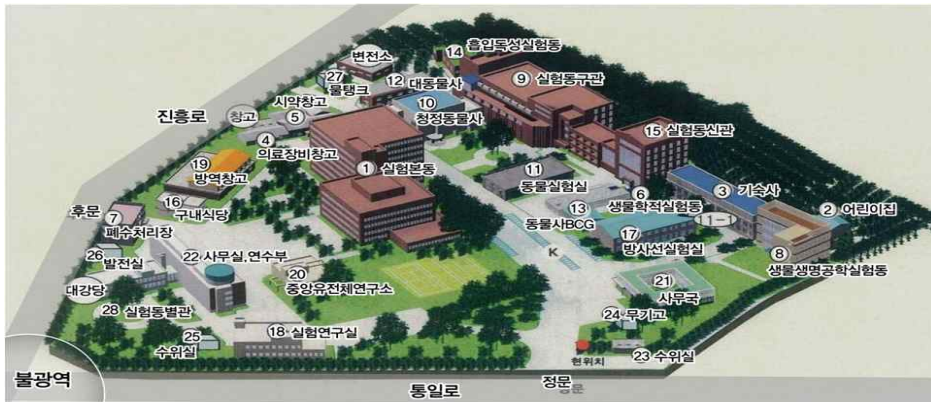 14 흡입독성실험동
변전소
9 실험동구관
27
물탱크
12 대동물사
10
청정동물사
시약창고
5
창고
진흥로
4
의료장비창고
15 실험동신관
1 실험본동
11
동물실험실
19
방역창고
3 기숙사
6
생물학적실험동
16
구내식당
2 어린이집
13
동물사BCG
11-1
후문
7
폐수처리장
17
방사선실험실
K
22 사무실,연수부
8
생물생명공학실험동
26
발전실
20
중앙유전체연구소
21
사무국
대강당
28 실험동별관
24 무기고
18 실험연구실
25
수위실
현위치
23 수위실
불광역
통일로
정문
정문